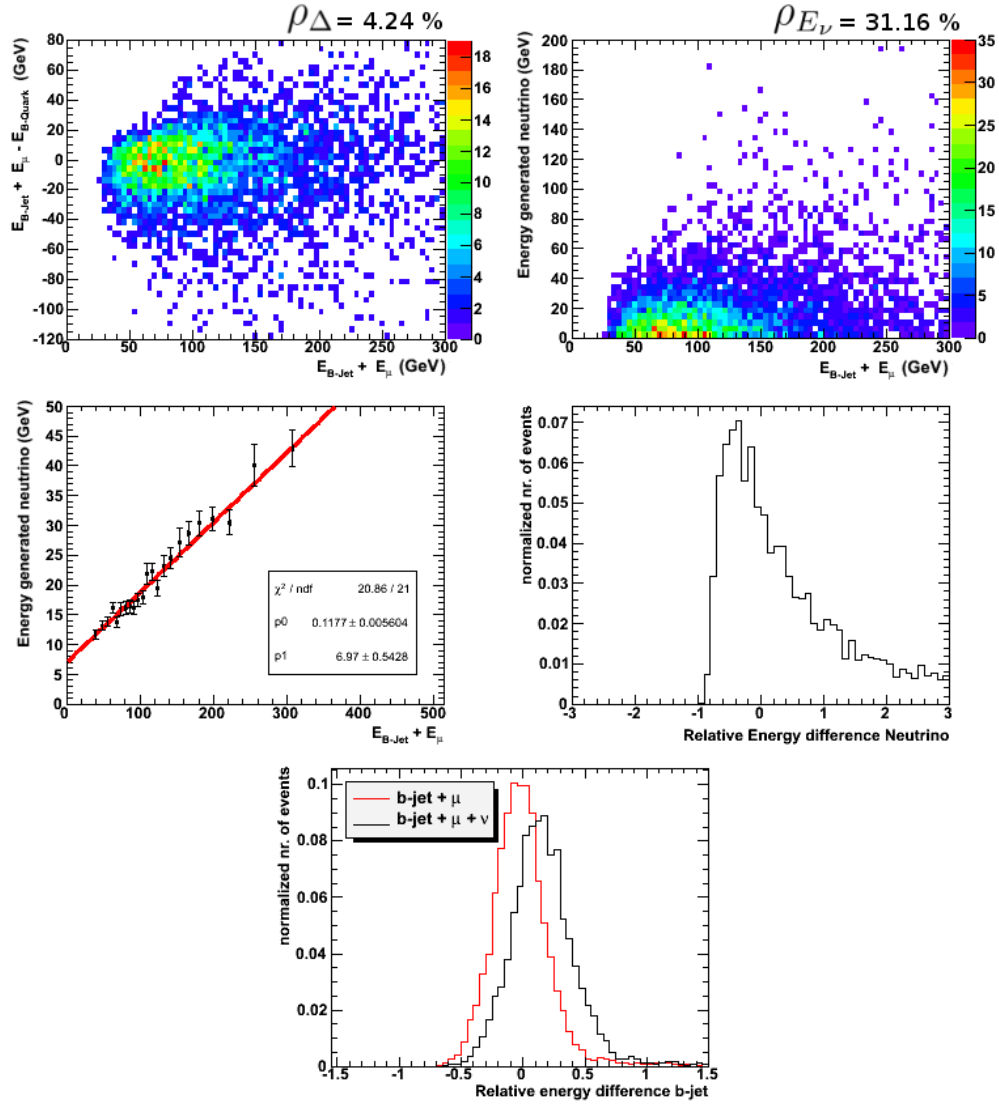 ρΔ = 4.24 %
E_B-Jet + E_μ - E_B-Quark (GeV)
80
60
40
20
0
-20
-40
-60
-80
-100
-120
0 50 100 150 200 250 300
E_B-Jet + E_μ (GeV)
18
16
14
12
10
8
6
4
2
0
ρE_ν = 31.16 %
Energy generated neutrino (GeV)
200
180
160
140
120
100
80
60
40
20
0
0 50 100 150 200 250 300
E_B-Jet + E_μ (GeV)
35
30
25
20
15
10
5
0
Energy generated neutrino (GeV)
50
45
40
35
30
25
20
15
10
5
0
0 100 200 300 400 500
E_B-Jet + E_μ
χ² / ndf 20.86 / 21
p0 0.1177 ± 0.005604
p1 6.97 ± 0.5428
normalized nr. of events
0.07
0.06
0.05
0.04
0.03
0.02
0.01
0
-3 -2 -1 0 1 2 3
Relative Energy difference Neutrino
normalized nr. of events
0.1
0.08
0.06
0.04
0.02
0
b-jet + μ
b-jet + μ + ν
-1.5 -1 -0.5 0 0.5 1 1.5
Relative energy difference b-jet